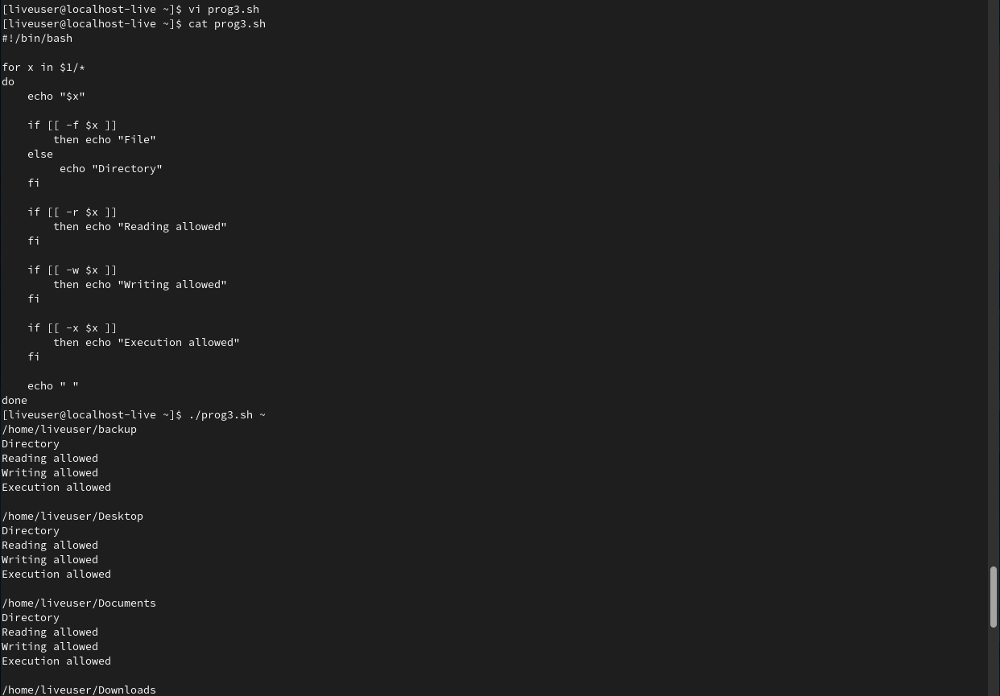 [liveuser@localhost-live ~]$ vi prog3.sh
[liveuser@localhost-live ~]$ cat prog3.sh
#!/bin/bash

for x in $1/*
do
    echo "$x"

    if [[ -f $x ]]
        then echo "File"
    else
         echo "Directory"
    fi

    if [[ -r $x ]]
        then echo "Reading allowed"
    fi

    if [[ -w $x ]]
        then echo "Writing allowed"
    fi

    if [[ -x $x ]]
        then echo "Execution allowed"
    fi

    echo " "
done
[liveuser@localhost-live ~]$ ./prog3.sh ~
/home/liveuser/backup
Directory
Reading allowed
Writing allowed
Execution allowed

/home/liveuser/Desktop
Directory
Reading allowed
Writing allowed
Execution allowed

/home/liveuser/Documents
Directory
Reading allowed
Writing allowed
Execution allowed

/home/liveuser/Downloads